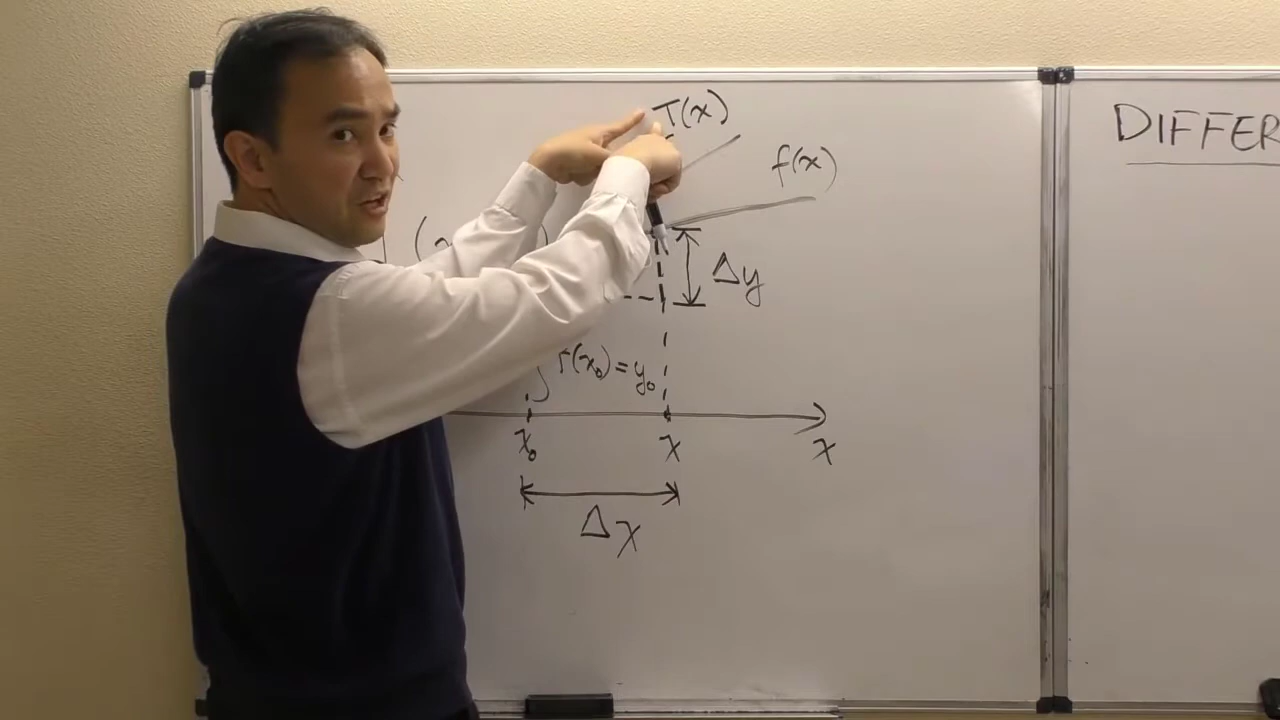 T(x)
f(x)
Δy
f(x₀) = y₀
x₀
x
x
Δx
DIFFER